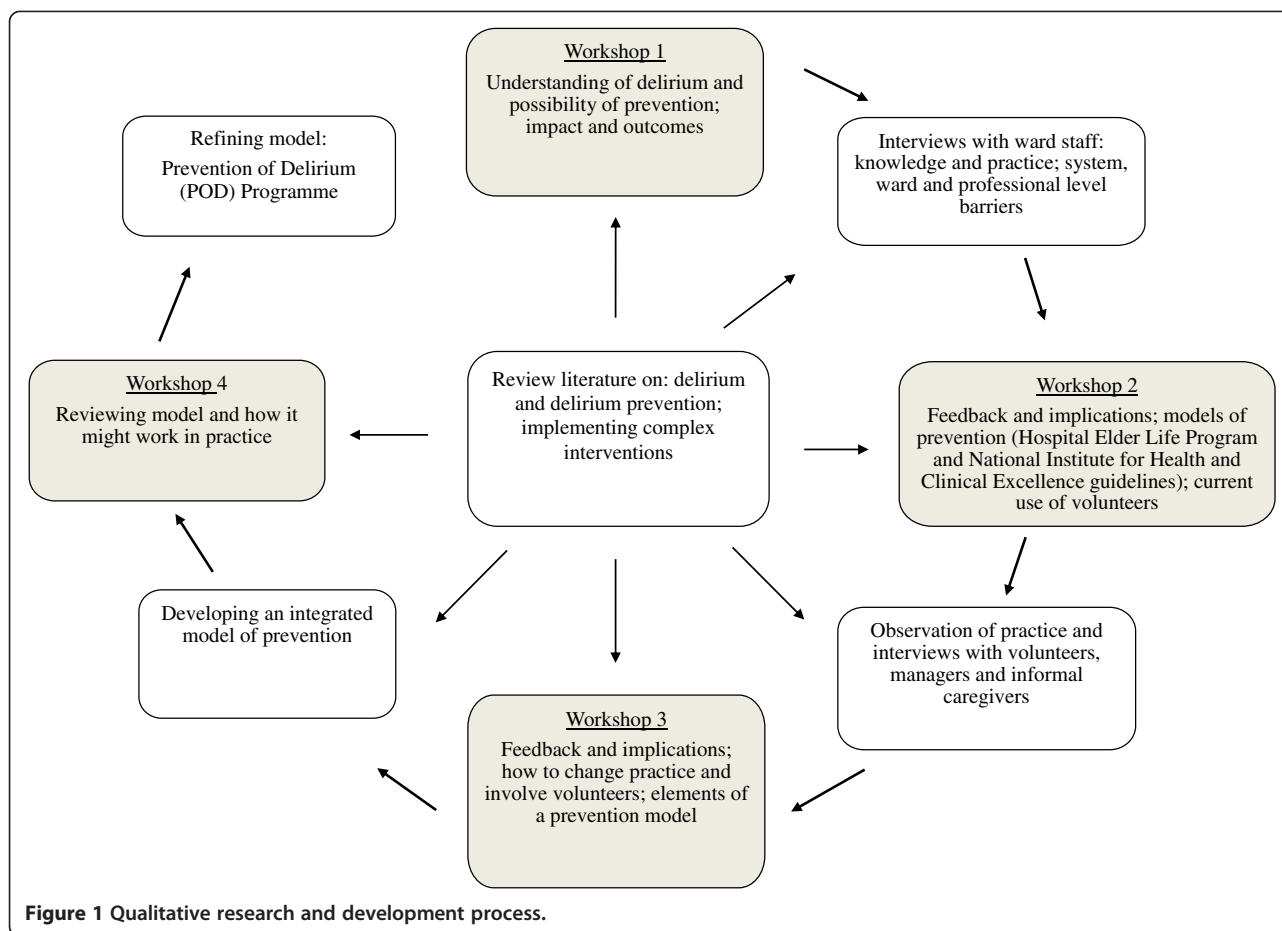 Workshop 1
Understanding of delirium and
possibility of prevention;
impact and outcomes
Interviews with ward staff:
knowledge and practice; system,
ward and professional level
barriers
Workshop 2
Feedback and implications; models of
prevention (Hospital Elder Life Program
and National Institute for Health and
Clinical Excellence guidelines); current
use of volunteers
Observation of practice and
interviews with volunteers,
managers and informal
caregivers
Workshop 3
Feedback and implications;
how to change practice and
involve volunteers; elements of
a prevention model
Developing an integrated
model of prevention
Workshop 4
Reviewing model and how it
might work in practice
Refining model:
Prevention of Delirium
(POD) Programme
Review literature on: delirium
and delirium prevention;
implementing complex
interventions
Figure 1 Qualitative research and development process.